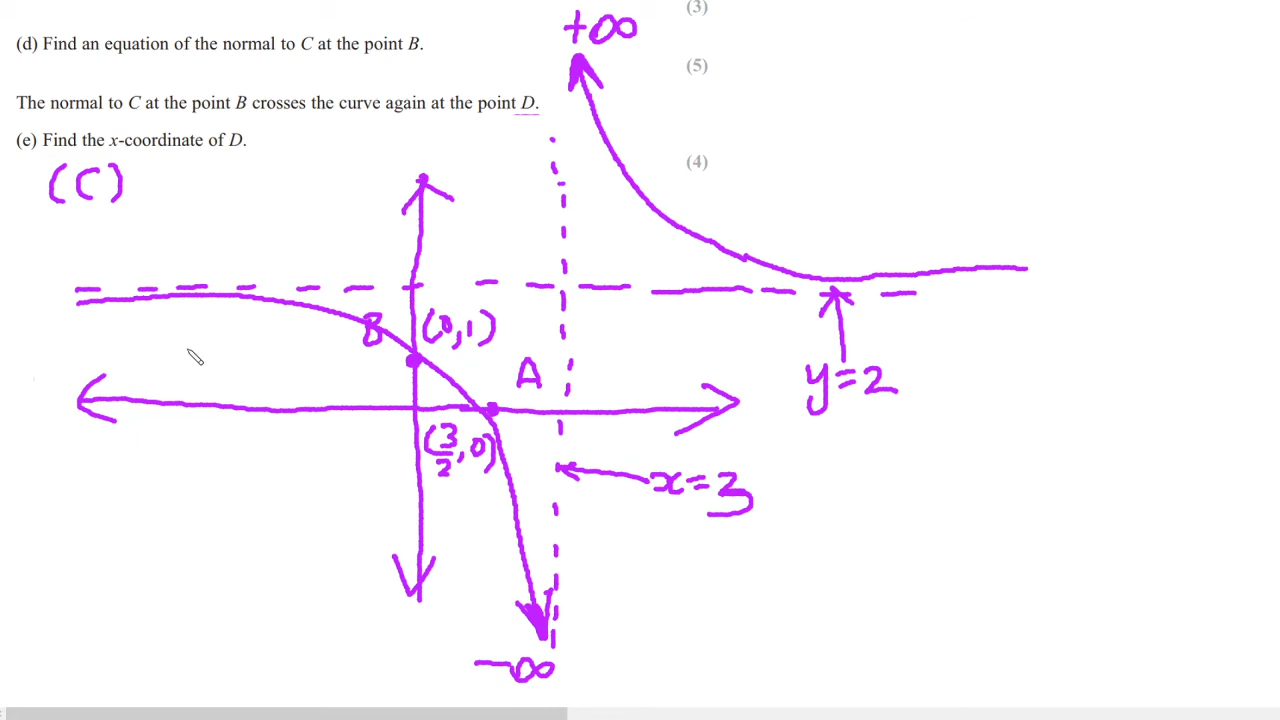 (3)
+∞
(d) Find an equation of the normal to C at the point B.
(5)
The normal to C at the point B crosses the curve again at the point D.
(e) Find the x-coordinate of D.
(4)
(C)
B (0,1)
A
y=2
(3/2, 0)
x=3
-∞